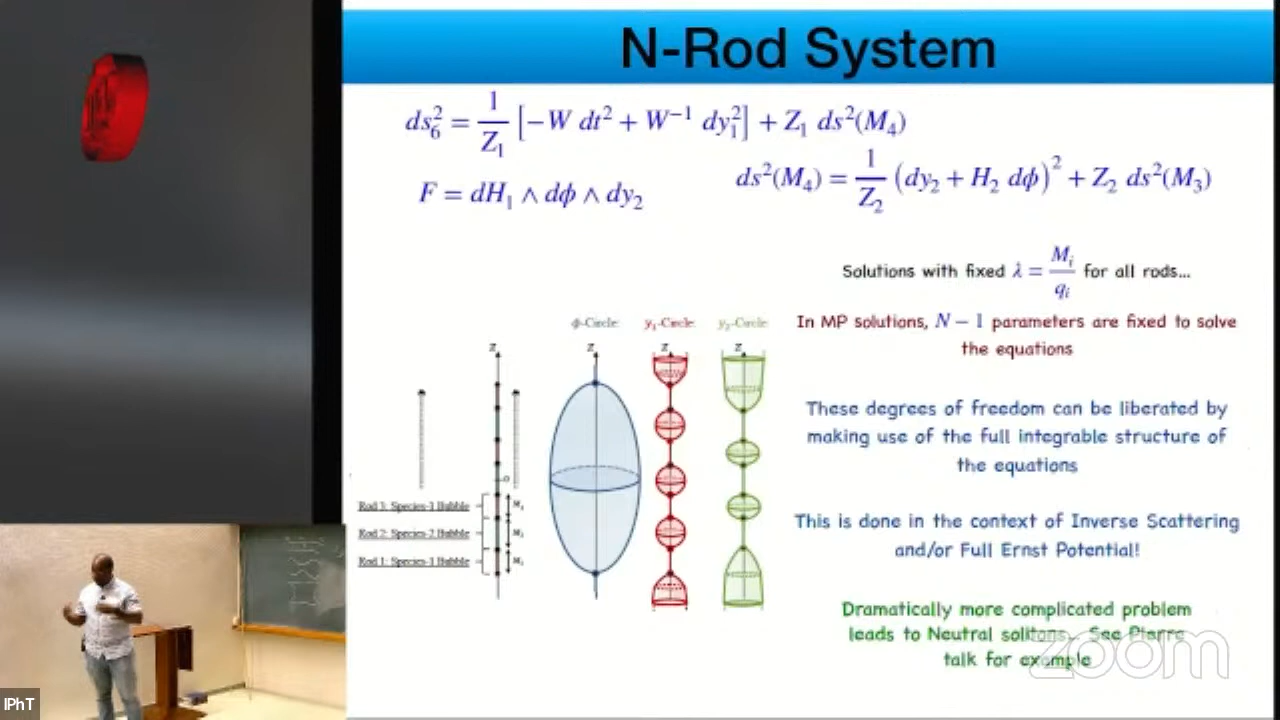 N-Rod System
ds₆² = 1/Z₁ [−W dt² + W⁻¹ dy₁²] + Z₁ ds²(M₄)
F = dH₁ ∧ dϕ ∧ dy₂
ds²(M₄) = 1/Z₂ (dy₂ + H₂ dϕ)² + Z₂ ds²(M₃)
Solutions with fixed λ = Mᵢ/qᵢ for all rods...
In MP solutions, N − 1 parameters are fixed to solve
the equations
These degrees of freedom can be liberated by
making use of the full integrable structure of
the equations
This is done in the context of Inverse Scattering
and/or Full Ernst Potential!
Dramatically more complicated problem
leads to Neutral solitons... See Pierre
talk for example
ϕ-Circle y₁-Circle y₂-Circle
Z Z Z Z
Rod 3: Species-1 Bubble
Rod 2: Species-2 Bubble
Rod 1: Species-1 Bubble
zoom
IPhT